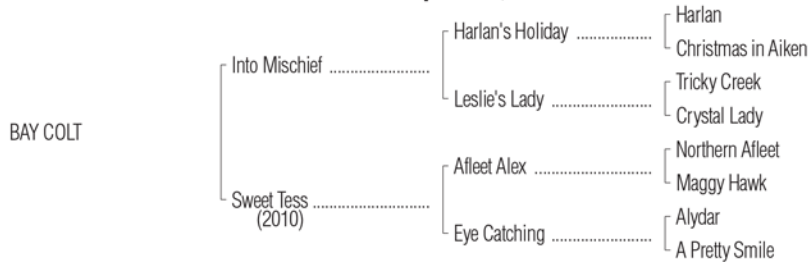 Harlan
Harlan's Holiday ..................
Christmas in Aiken
Into Mischief ........................
Tricky Creek
Leslie's Lady ........................
Crystal Lady
BAY COLT
Northern Afleet
Afleet Alex ............................
Maggy Hawk
Sweet Tess ............................
(2010)
Alydar
Eye Catching ........................
A Pretty Smile